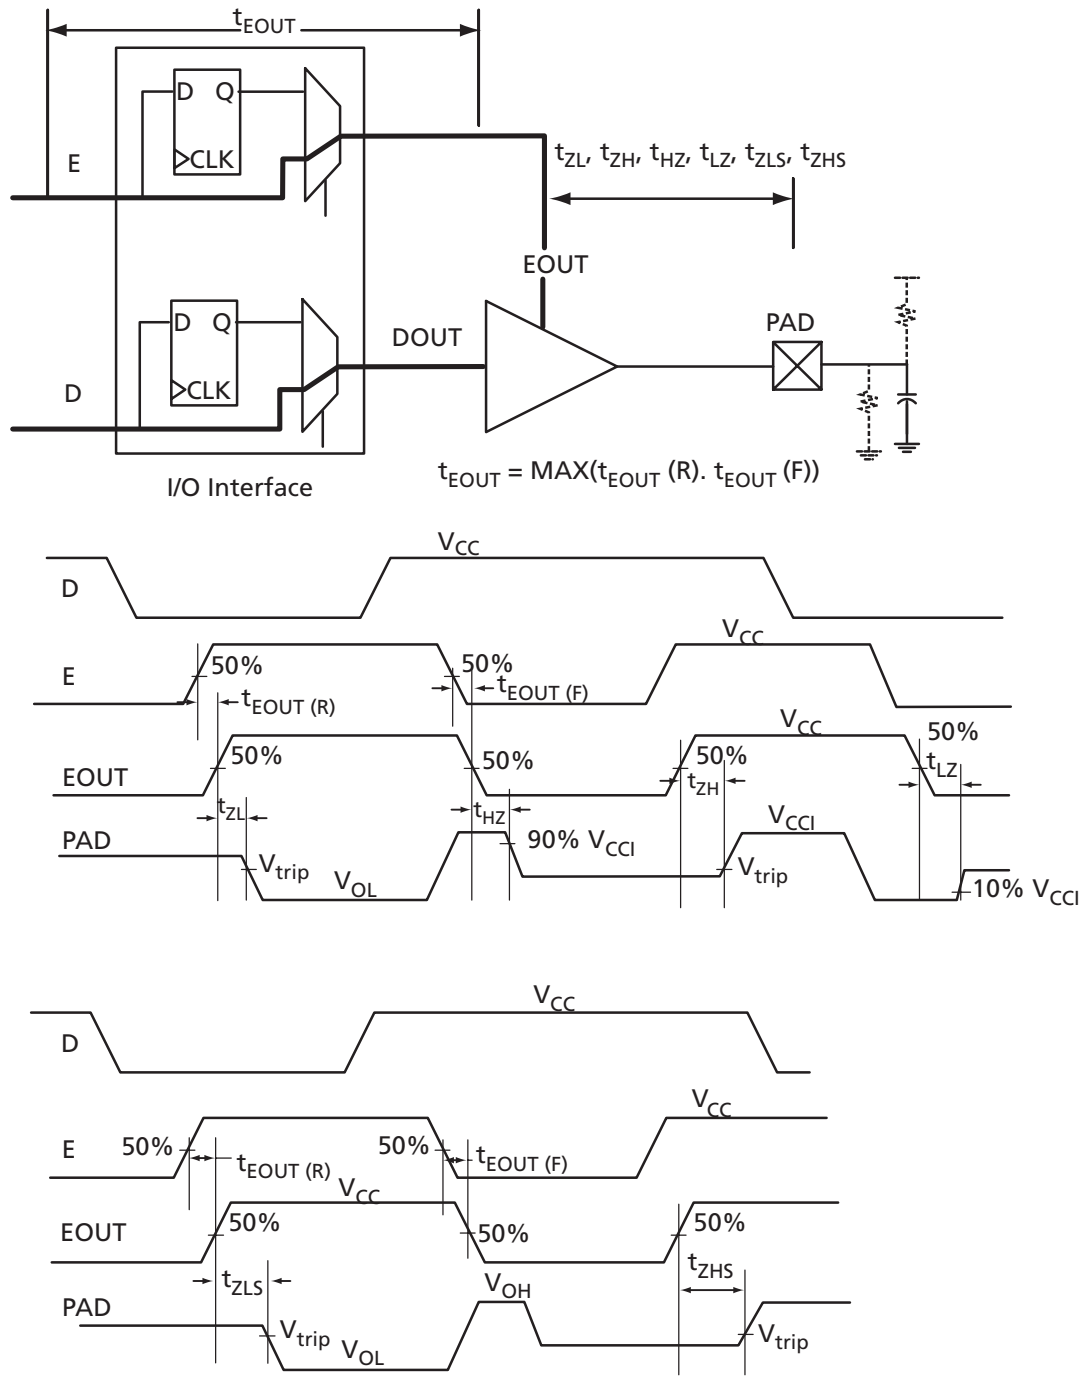 tEOUT
D Q
CLK
E
tZL, tZH, tHZ, tLZ, tZLS, tZHS
EOUT
D Q
CLK
DOUT
PAD
D
tEOUT = MAX(tEOUT (R). tEOUT (F))
I/O Interface
VCC
D
VCC
E
50%
50%
tEOUT (R)
tEOUT (F)
VCC
50%
EOUT
50%
50%
50%
tZL
tHZ
tZH
tLZ
PAD
VCCI
90% VCCI
Vtrip
VOL
Vtrip
10% VCCI
VCC
D
VCC
E
50%
50%
tEOUT (R)
tEOUT (F)
VCC
EOUT
50%
50%
50%
tZLS
tZHS
VOH
PAD
Vtrip
VOL
Vtrip